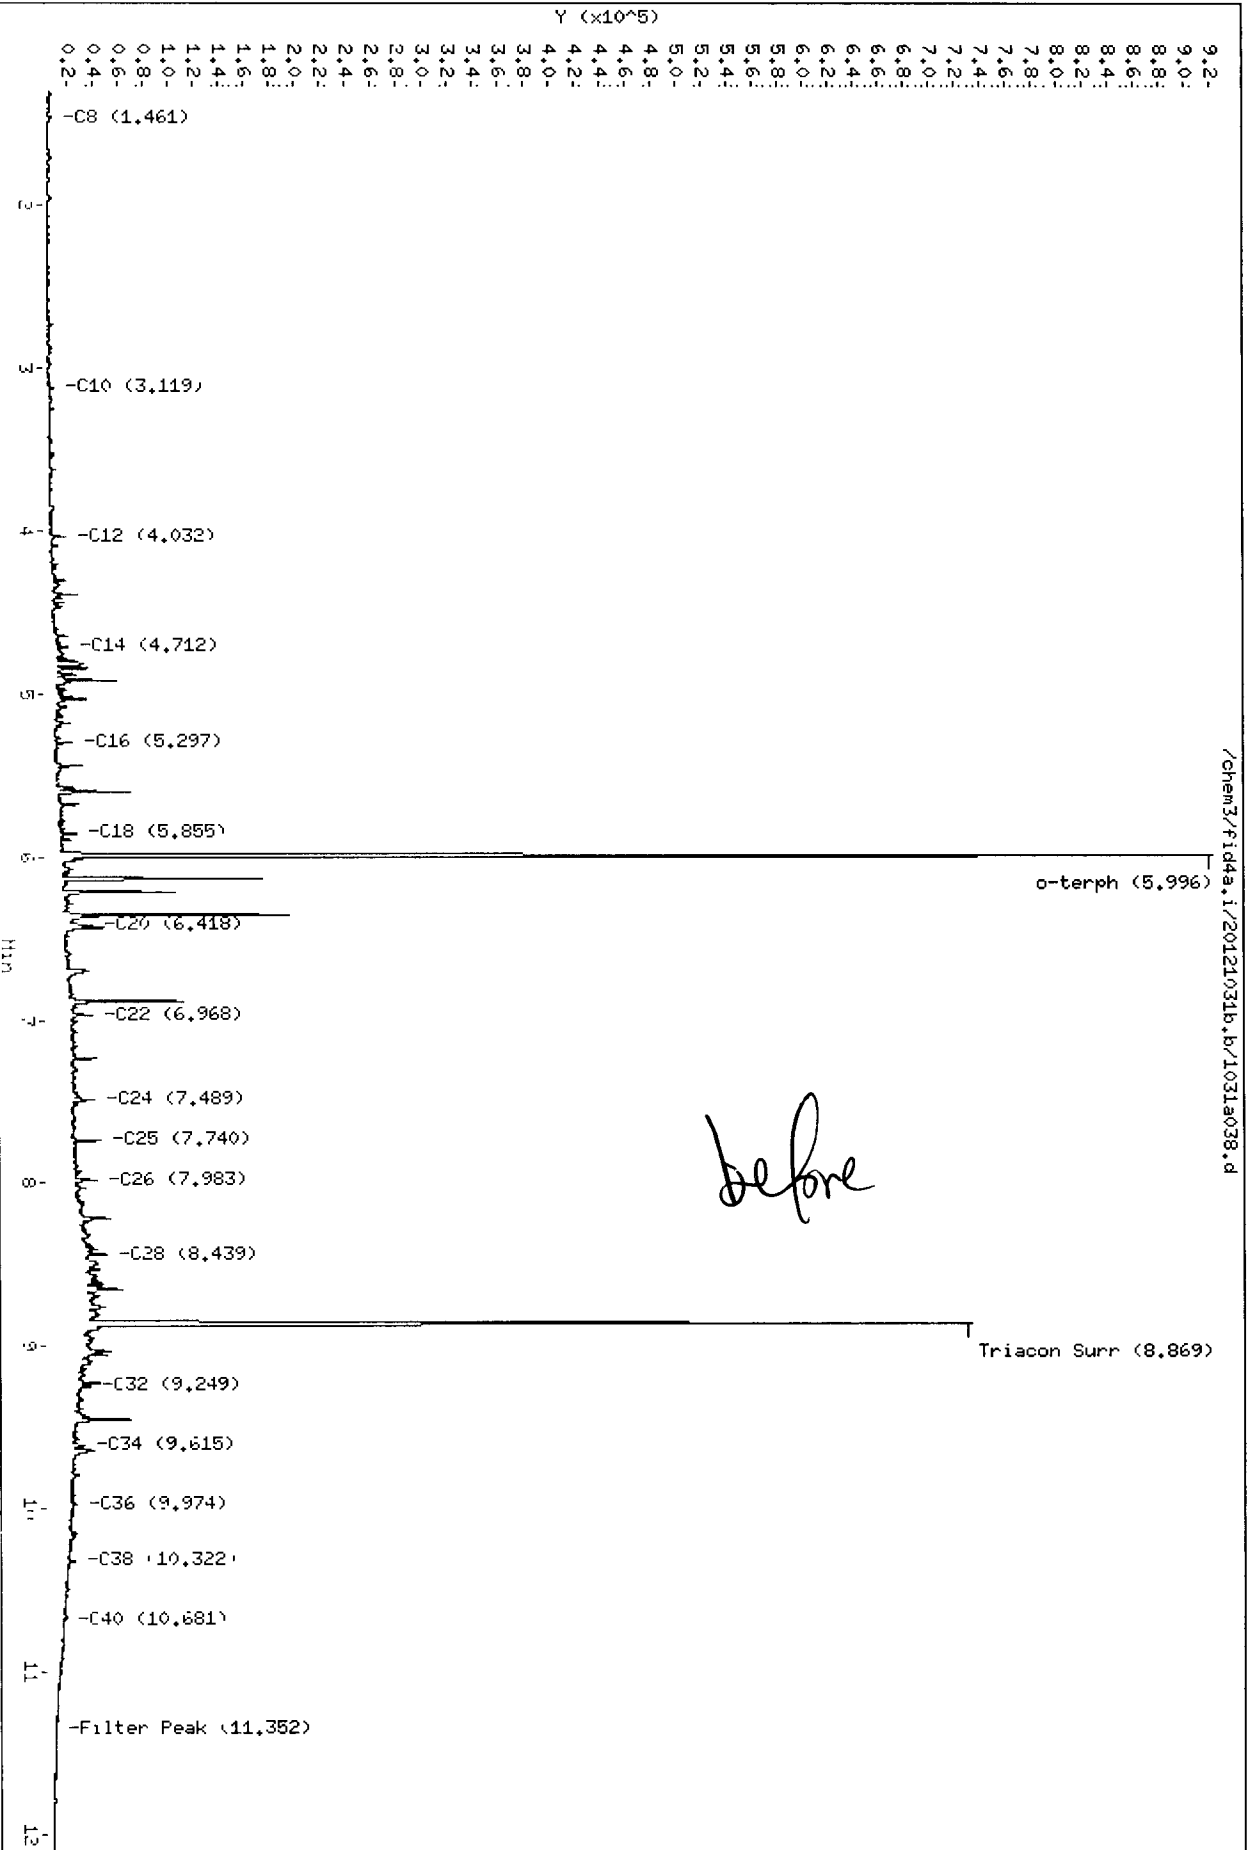 Y (x10^5)
0.2
0.4
0.6
0.8
1.0
1.2
1.4
1.6
1.8
2.0
2.2
2.4
2.6
2.8
3.0
3.2
3.4
3.6
3.8
4.0
4.2
4.4
4.6
4.8
5.0
5.2
5.4
5.6
5.8
6.0
6.2
6.4
6.6
6.8
7.0
7.2
7.4
7.6
7.8
8.0
8.2
8.4
8.6
8.8
9.0
9.2
/chem3/fid4a.i/20121031b.b/1031a038.d
-C8 (1.461)
-C10 (3.119)
-C12 (4.032)
-C14 (4.712)
-C16 (5.297)
-C18 (5.855)
o-terph (5.996)
-C20 (6.418)
-C22 (6.968)
-C24 (7.489)
-C25 (7.740)
-C26 (7.983)
before
-C28 (8.439)
Triacon Surr (8.869)
-C32 (9.249)
-C34 (9.615)
-C36 (9.974)
-C38 (10.322)
-C40 (10.681)
-Filter Peak (11.352)
2
3
4
5
6
7
8
9
10
11
12
Min